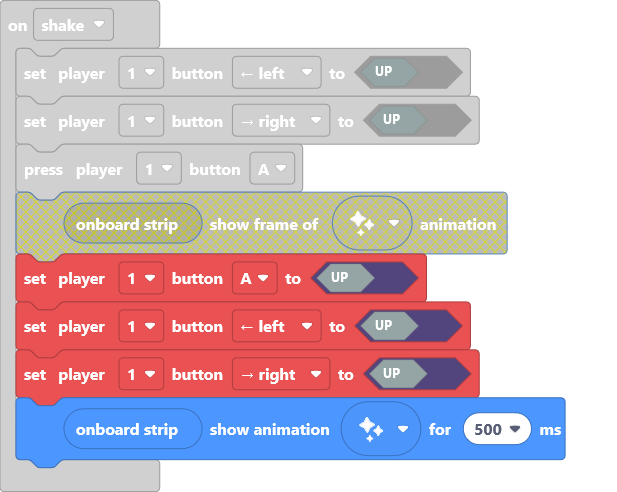 on shake
set player 1 button ← left to UP
set player 1 button → right to UP
press player 1 button A
onboard strip show frame of animation
set player 1 button A to UP
set player 1 button ← left to UP
set player 1 button → right to UP
onboard strip show animation for 500 ms